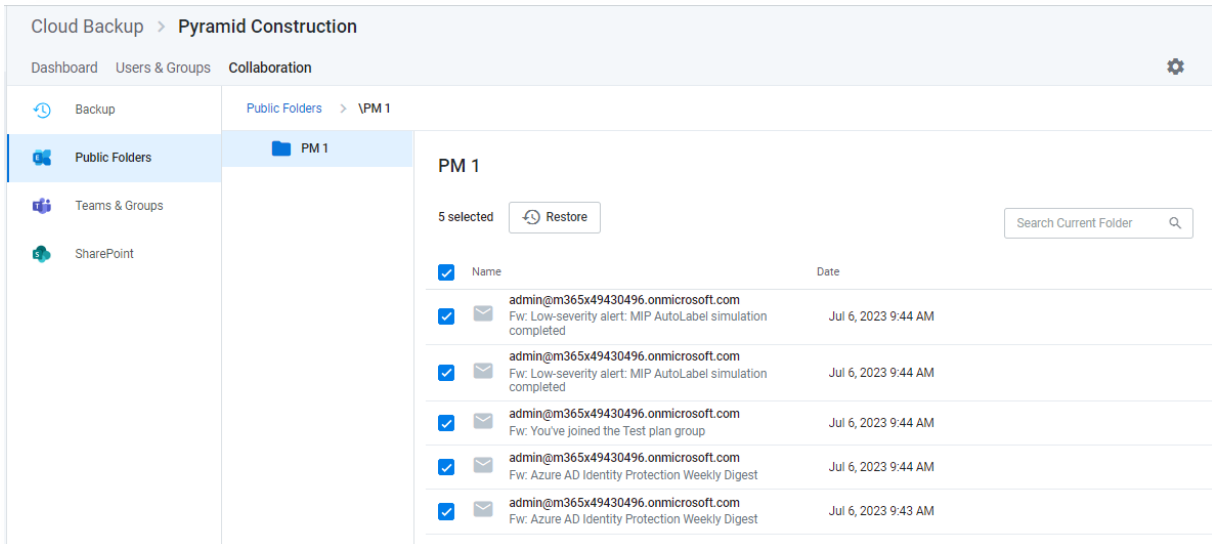 Cloud Backup > Pyramid Construction
Dashboard Users & Groups Collaboration
Backup
Public Folders
Teams & Groups
SharePoint
Public Folders > \PM 1
PM 1
PM 1
5 selected Restore Search Current Folder
Name Date
admin@m365x49430496.onmicrosoft.com
Fw: Low-severity alert: MIP AutoLabel simulation
completed
Jul 6, 2023 9:44 AM
admin@m365x49430496.onmicrosoft.com
Fw: Low-severity alert: MIP AutoLabel simulation
completed
Jul 6, 2023 9:44 AM
admin@m365x49430496.onmicrosoft.com
Fw: You've joined the Test plan group
Jul 6, 2023 9:44 AM
admin@m365x49430496.onmicrosoft.com
Fw: Azure AD Identity Protection Weekly Digest
Jul 6, 2023 9:44 AM
admin@m365x49430496.onmicrosoft.com
Fw: Azure AD Identity Protection Weekly Digest
Jul 6, 2023 9:43 AM